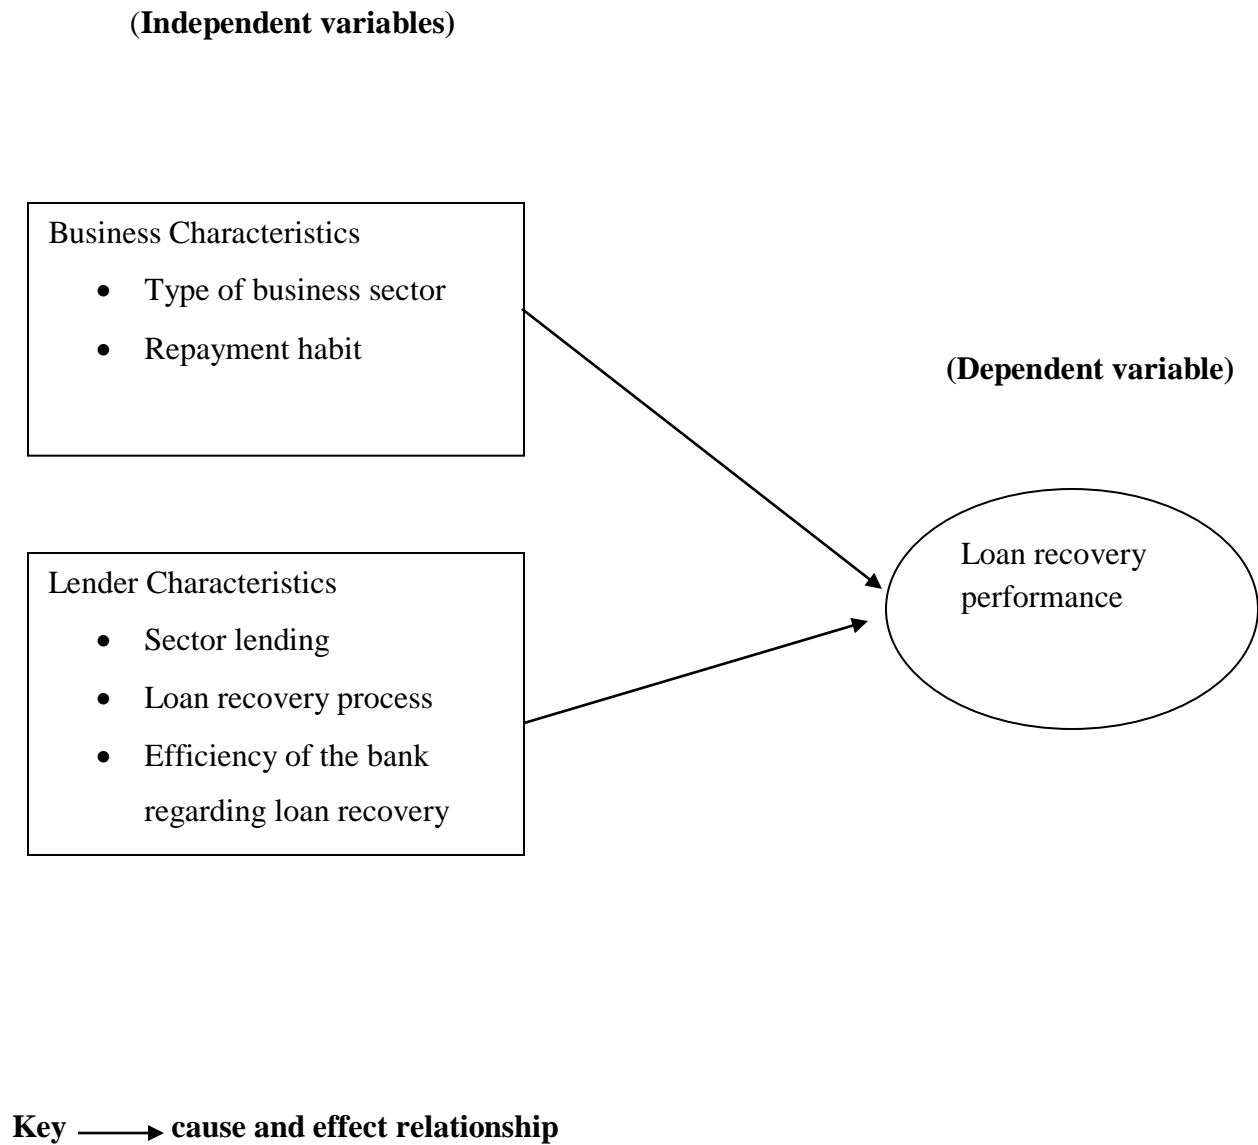 (Independent variables)
Business Characteristics
• Type of business sector
• Repayment habit
(Dependent variable)
Lender Characteristics
• Sector lending
• Loan recovery process
• Efficiency of the bank
regarding loan recovery
Loan recovery
performance
Key cause and effect relationship